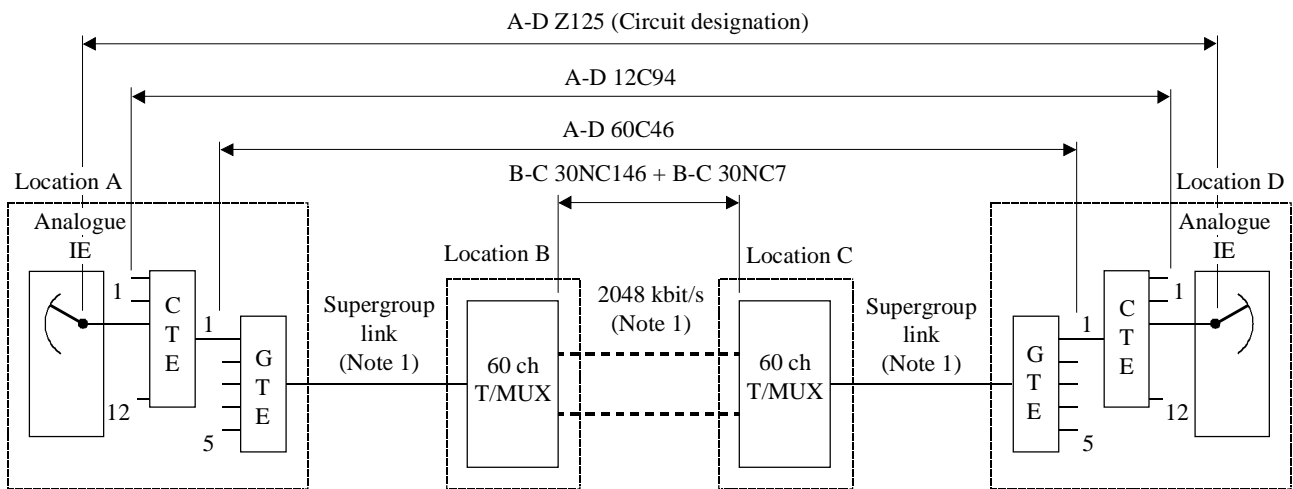 A-D Z125 (Circuit designation)
A-D 12C94
A-D 60C46
B-C 30NC146 + B-C 30NC7
Location A
Location D
Analogue
IE
Analogue
IE
Location B
Location C
1
C
T
E
12
1
G
T
E
5
Supergroup
link
(Note 1)
60 ch
T/MUX
2048 kbit/s
(Note 1)
60 ch
T/MUX
Supergroup
link
(Note 1)
G
T
E
1
5
C
T
E
1
12